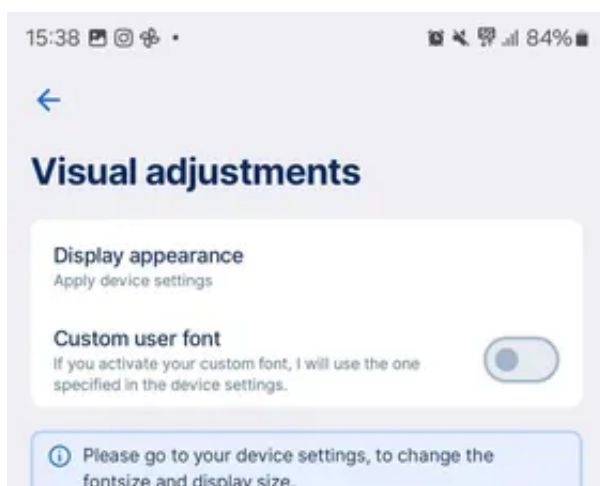 15:38
84%
Visual adjustments
Display appearance
Apply device settings
Custom user font
If you activate your custom font, I will use the one
specified in the device settings.
Please go to your device settings, to change the
fontsize and display size.